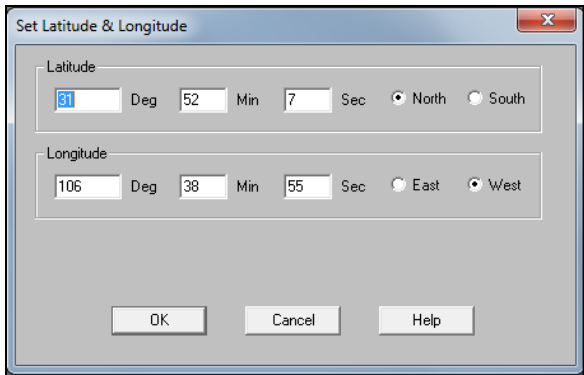 Set Latitude & Longitude
Latitude
31 Deg 52 Min 7 Sec North South
Longitude
106 Deg 38 Min 55 Sec East West
OK Cancel Help